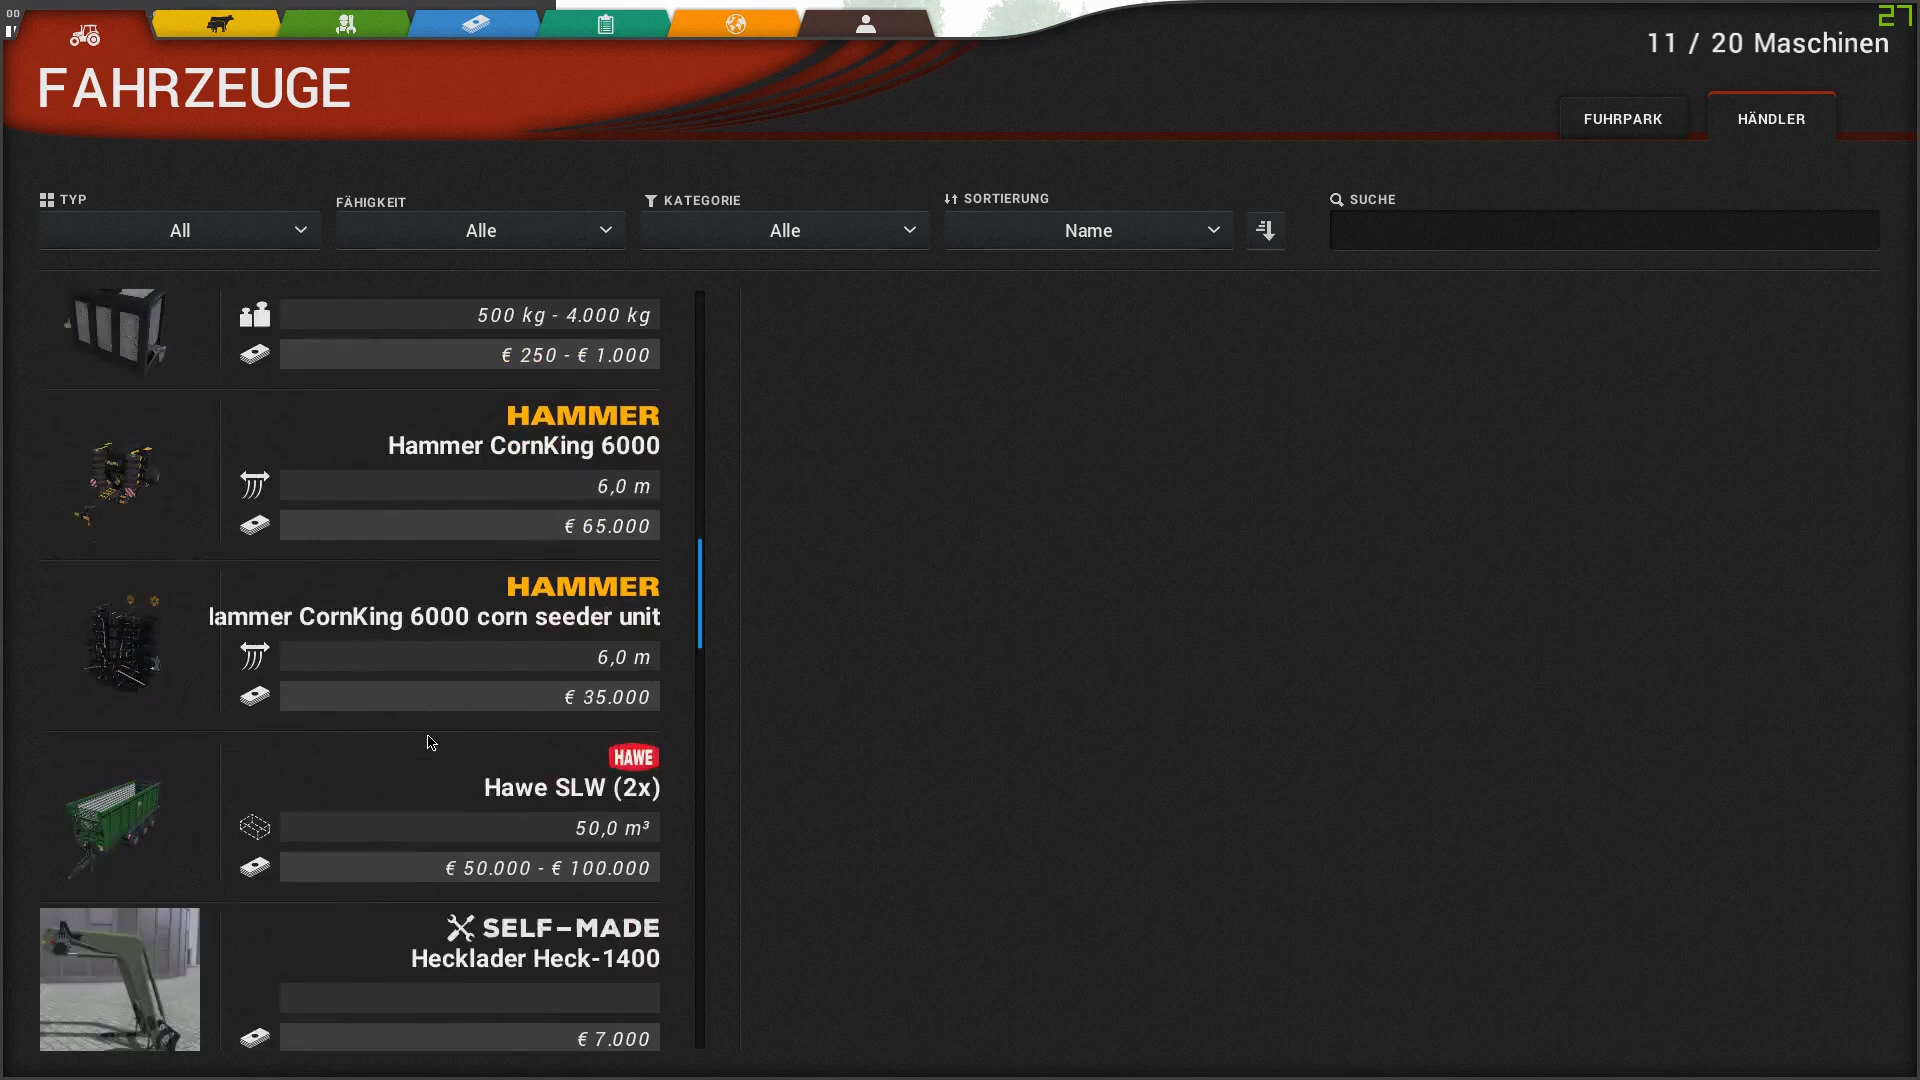 00
27
11 / 20 Maschinen
FAHRZEUGE
FUHRPARK
HÄNDLER
TYP
FÄHIGKEIT
KATEGORIE
SORTIERUNG
SUCHE
All
Alle
Alle
Name
500 kg - 4.000 kg
€ 250 - € 1.000
HAMMER
Hammer CornKing 6000
6,0 m
€ 65.000
HAMMER
lammer CornKing 6000 corn seeder unit
6,0 m
€ 35.000
HAWE
Hawe SLW (2x)
50,0 m³
€ 50.000 - € 100.000
SELF-MADE
Hecklader Heck-1400
€ 7.000